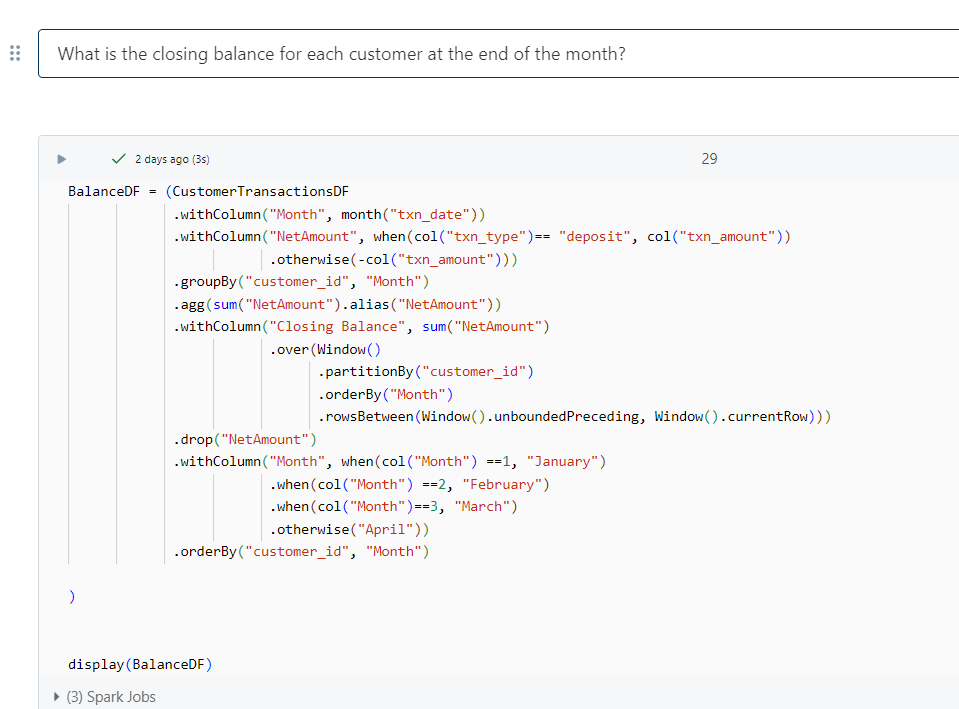 What is the closing balance for each customer at the end of the month?
2 days ago (3s)
29
BalanceDF = (CustomerTransactionsDF
.withColumn("Month", month("txn_date"))
.withColumn("NetAmount", when(col("txn_type")== "deposit", col("txn_amount"))
.otherwise(-col("txn_amount")))
.groupBy("customer_id", "Month")
.agg(sum("NetAmount").alias("NetAmount"))
.withColumn("Closing Balance", sum("NetAmount")
.over(Window()
.partitionBy("customer_id")
.orderBy("Month")
.rowsBetween(Window().unboundedPreceding, Window().currentRow)))
.drop("NetAmount")
.withColumn("Month", when(col("Month") ==1, "January")
.when(col("Month") ==2, "February")
.when(col("Month")==3, "March")
.otherwise("April"))
.orderBy("customer_id", "Month")
)
display(BalanceDF)
(3) Spark Jobs